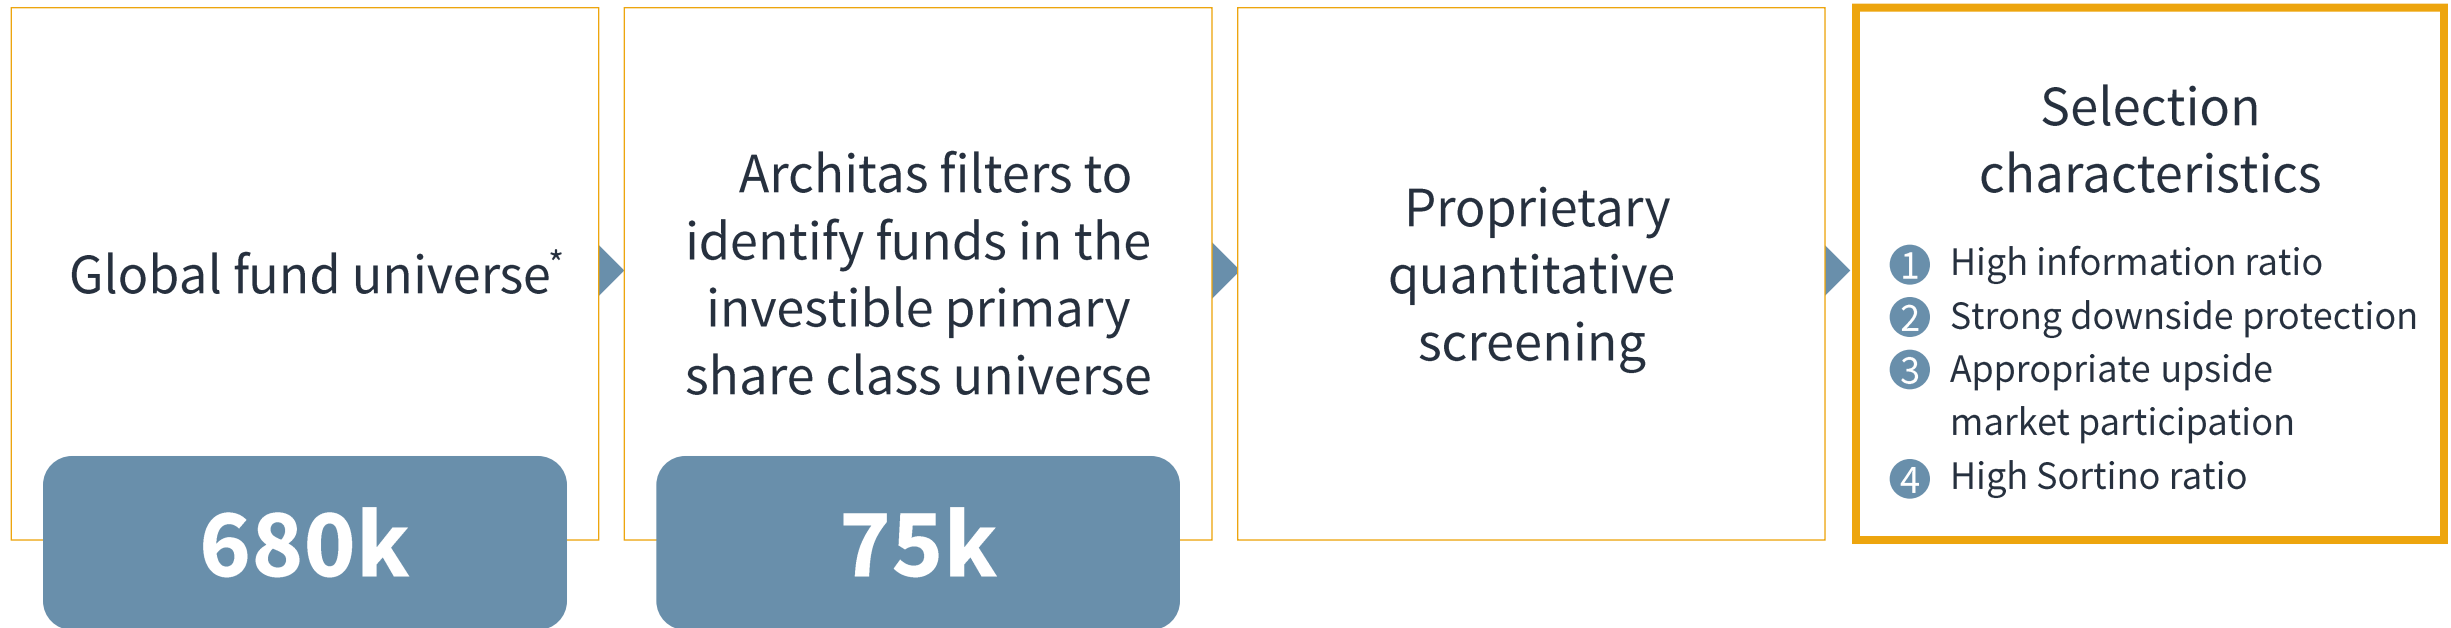 Global fund universe*
680k
Architas filters to
identify funds in the
investible primary
share class universe
75k
Proprietary
quantitative
screening
Selection
characteristics
1 High information ratio
2 Strong downside protection
3 Appropriate upside
market participation
4 High Sortino ratio